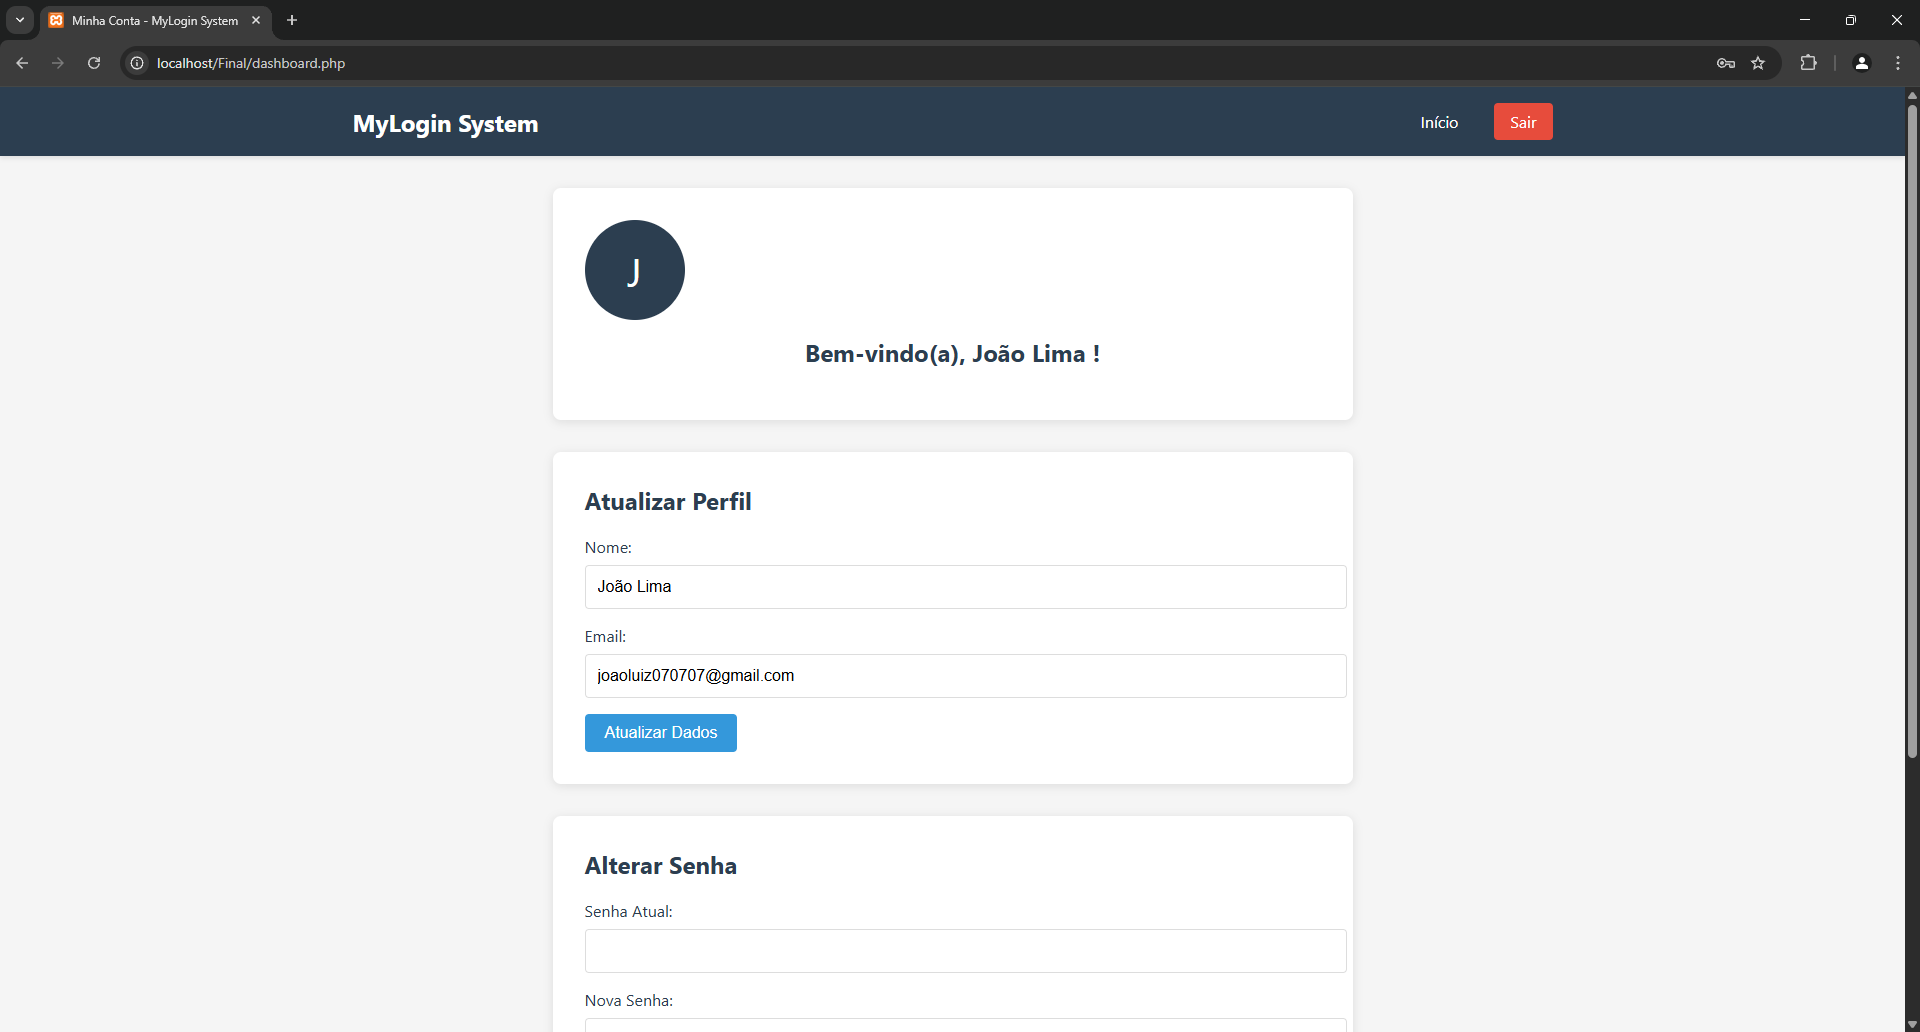 Minha Conta - MyLogin System
localhost/Final/dashboard.php
MyLogin System
Início
Sair
J
Bem-vindo(a), João Lima !
Atualizar Perfil
Nome:
João Lima
Email:
joaoluiz070707@gmail.com
Atualizar Dados
Alterar Senha
Senha Atual:
Nova Senha: